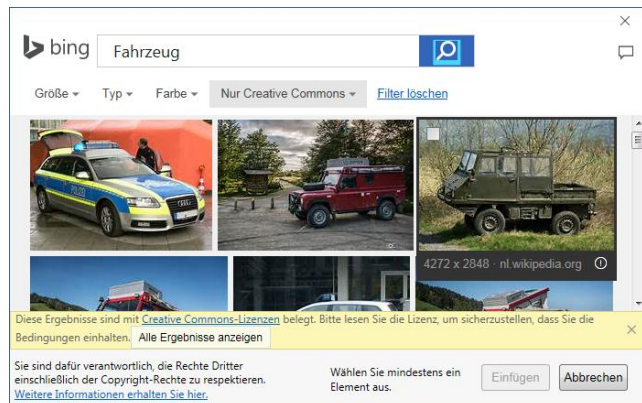 bing
Fahrzeug
Größe Typ Farbe Nur Creative Commons Filter löschen
POLIZEI
4272 x 2848 · nl.wikipedia.org
Diese Ergebnisse sind mit Creative Commons-Lizenzen belegt. Bitte lesen Sie die Lizenz, um sicherzustellen, dass Sie die
Bedingungen einhalten. Alle Ergebnisse anzeigen
Sie sind dafür verantwortlich, die Rechte Dritter
einschließlich der Copyright-Rechte zu respektieren.
Weitere Informationen erhalten Sie hier.
Wählen Sie mindestens ein
Element aus.
Einfügen Abbrechen